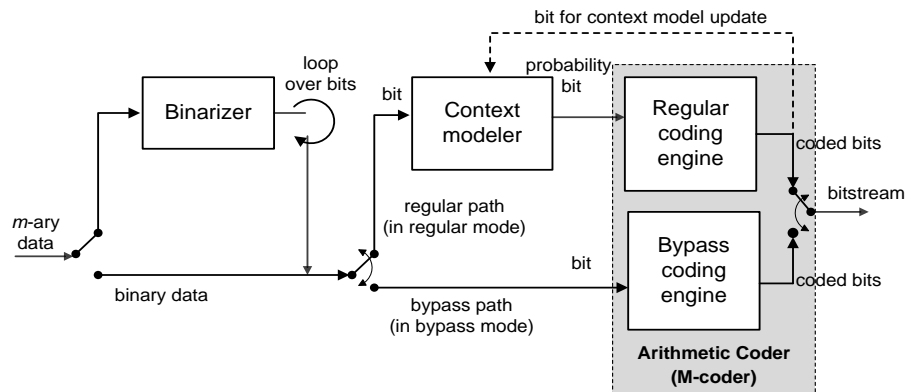 bit for context model update
loop
over bits
probability
bit
bit
Binarizer
Context
modeler
Regular
coding
engine
coded bits
bitstream
m-ary
data
regular path
(in regular mode)
binary data
bit
bypass path
(in bypass mode)
Bypass
coding
engine
coded bits
Arithmetic Coder
(M-coder)